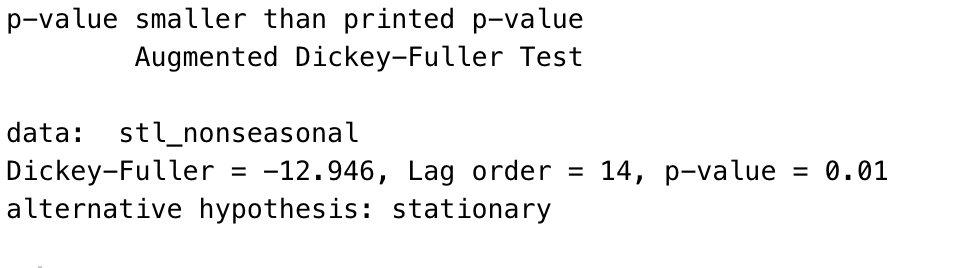 p-value smaller than printed p-value
Augmented Dickey-Fuller Test
data:  stl_nonseasonal
Dickey-Fuller = -12.946, Lag order = 14, p-value = 0.01
alternative hypothesis: stationary